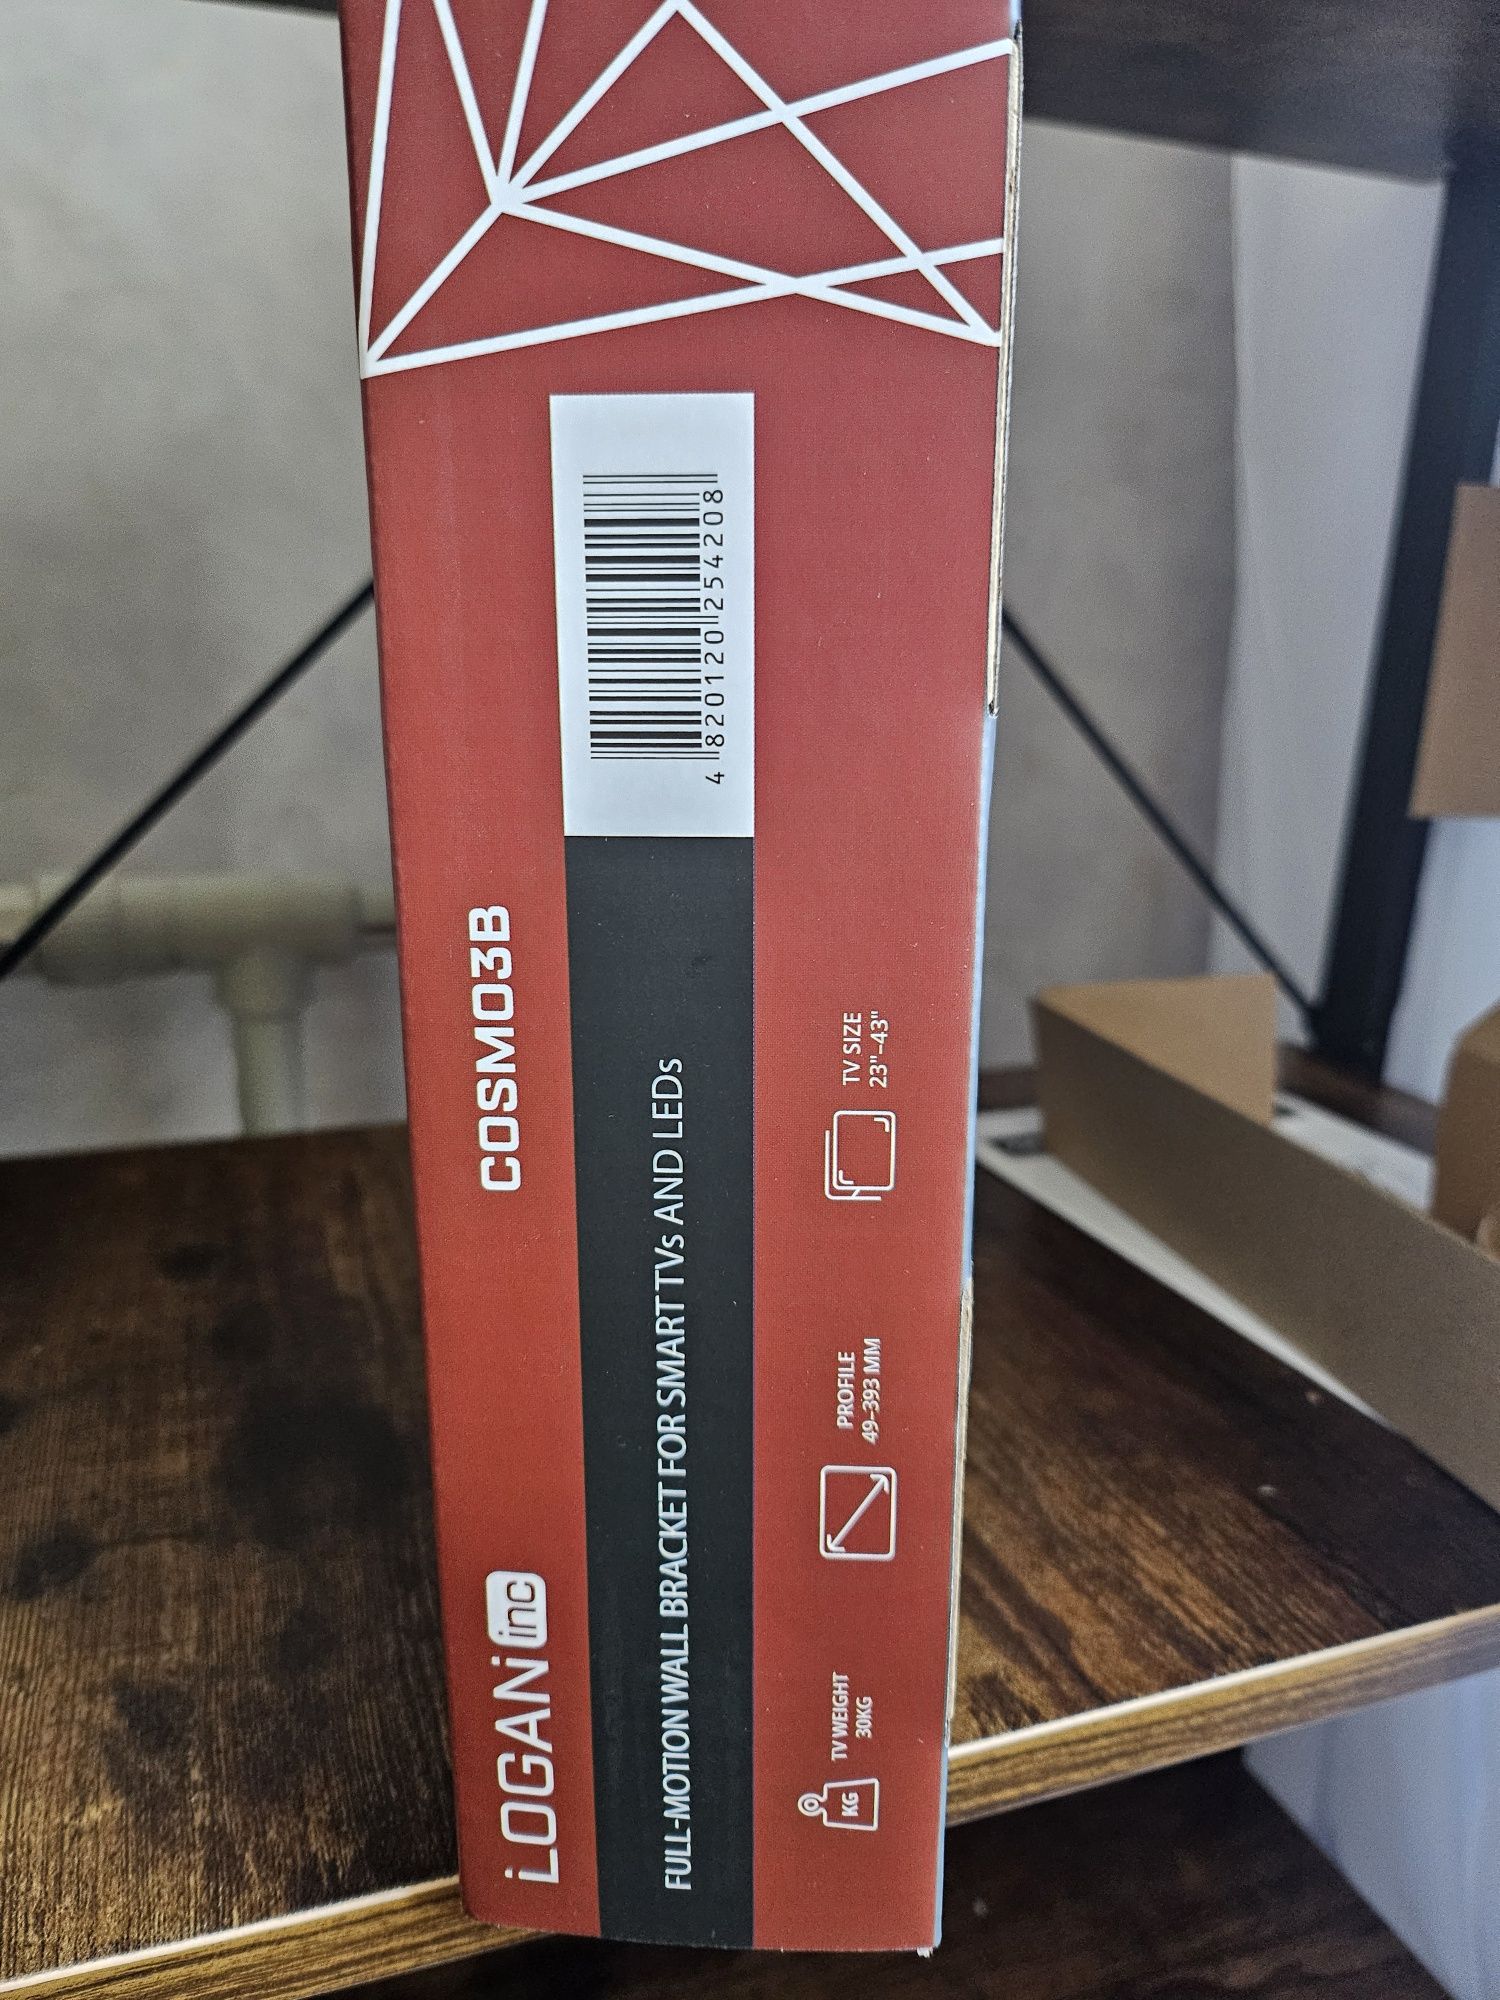 iLOGAN inc
COSMO3B
FULL-MOTION WALL BRACKET FOR SMART TVs AND LEDs
4 820120 254208
KG
TV WEIGHT
30KG
PROFILE
49-393 MM
TV SIZE
23"-43"